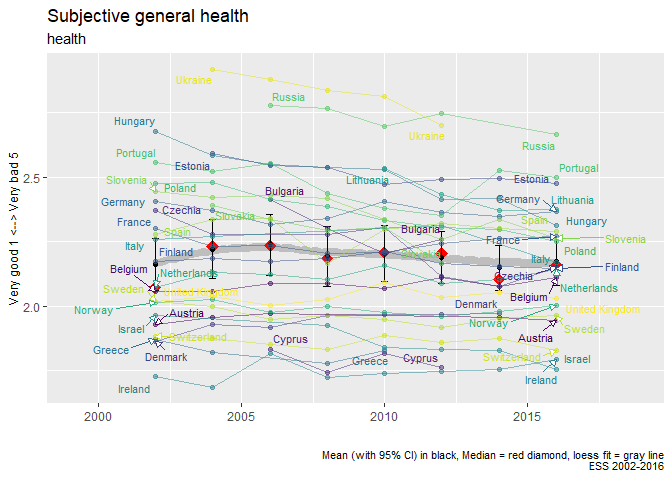 Subjective general health
health
Very good 1 <--> Very bad 5
2.5
2.0
2000
2005
2010
2015
Ukraine
Russia
Hungary
Ukraine
Russia
Portugal
Estonia
Portugal
Slovenia
Poland
Lithuania
Estonia
Bulgaria
Germany
Lithuania
Germany
Czechia
Slovakia
France
Spain
Hungary
Spain
Bulgaria
Italy
Finland
Slovakia
France
Slovenia
Poland
Belgium
Netherlands
Italy
Finland
Czechia
Sweden
United Kingdom
Netherlands
Belgium
Norway
Denmark
United Kingdom
Austria
Norway
Israel
Sweden
Switzerland
Cyprus
Austria
Greece
Denmark
Greece
Cyprus
Switzerland
Israel
Ireland
Ireland
Mean (with 95% CI) in black, Median = red diamond, loess fit = gray line
ESS 2002-2016